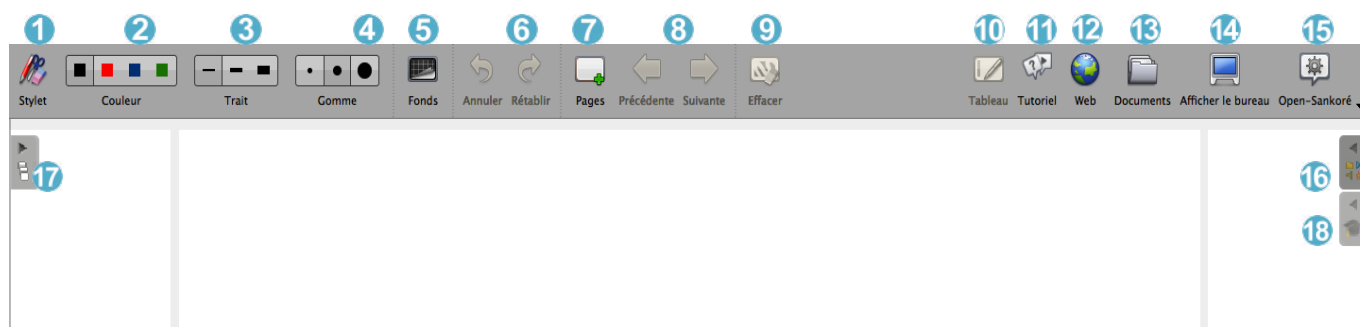 1 2 3 4 5 6 7 8 9 10 11 12 13 14 15
Stylet Couleur Trait Gomme Fonds Annuler Rétablir Pages Précédente Suivante Effacer Tableau Tutoriel Web Documents Afficher le bureau Open-Sankoré
17 16
18